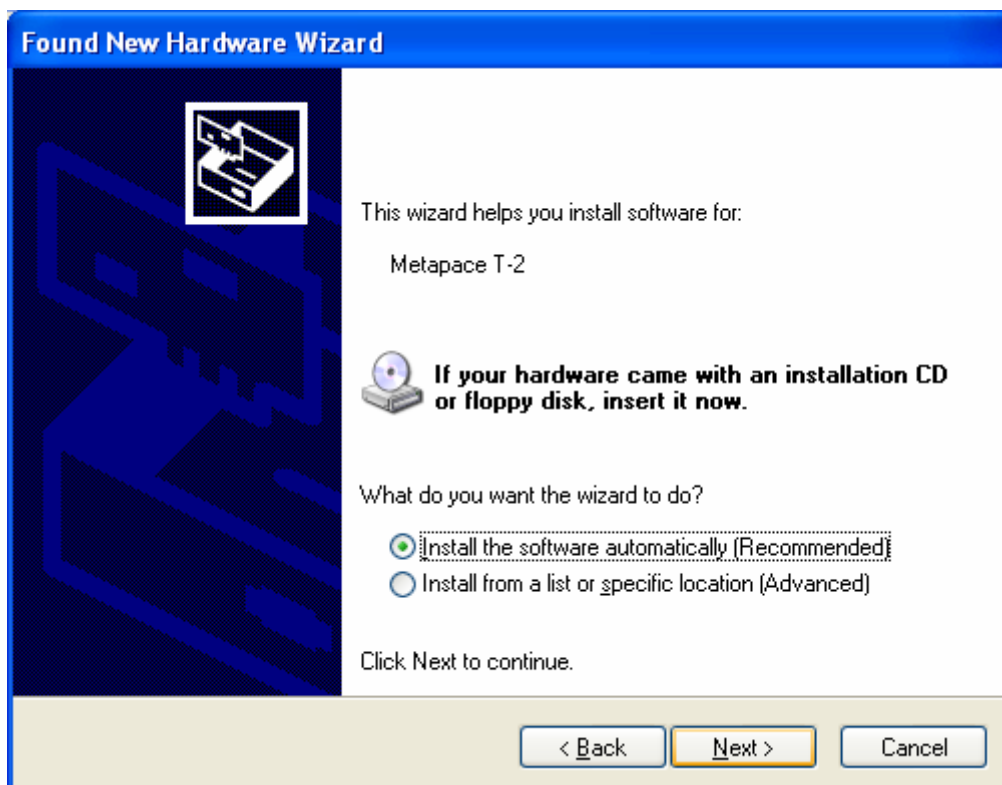 Found New Hardware Wizard
This wizard helps you install software for:
Metapace T-2
If your hardware came with an installation CD
or floppy disk, insert it now.
What do you want the wizard to do?
Install the software automatically (Recommended)
Install from a list or specific location (Advanced)
Click Next to continue.
< Back
Next >
Cancel